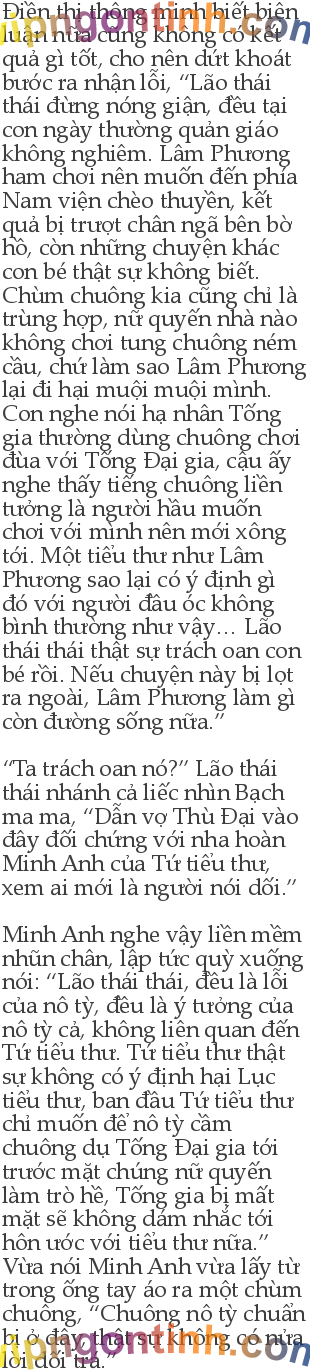 Điền thị thông minh biết biện
luận nữa cũng không có kết
quả gì tốt, cho nên dứt khoát
bước ra nhận lỗi, “Lão thái
thái đừng nóng giận, đều tại
con ngày thường quản giáo
không nghiêm. Lâm Phương
ham chơi nên muốn đến phía
Nam viện chèo thuyền, kết
quả bị trượt chân ngã bên bờ
hồ, còn những chuyện khác
con bé thật sự không biết.
Chùm chuông kia cũng chỉ là
trùng hợp, nữ quyến nhà nào
không chơi tung chuông ném
cầu, chứ làm sao Lâm Phương
lại đi hại muội muội mình.
Con nghe nói hạ nhân Tống
gia thường dùng chuông chơi
đùa với Tống Đại gia, cậu ấy
nghe thấy tiếng chuông liền
tưởng là người hầu muốn
chơi với mình nên mới xông
tới. Một tiểu thư như Lâm
Phương sao lại có ý định gì
đó với người đầu óc không
bình thường như vậy… Lão
thái thái thật sự trách oan con
bé rồi. Nếu chuyện này bị lọt
ra ngoài, Lâm Phương làm gì
còn đường sống nữa.”
“Ta trách oan nó?” Lão thái
thái nhánh cả liếc nhìn Bạch
ma ma, “Dẫn vợ Thù Đại vào
đây đối chứng với nha hoàn
Minh Anh của Tứ tiểu thư,
xem ai mới là người nói dối.”
Minh Anh nghe vậy liền mềm
nhũn chân, lập tức quỳ xuống
nói: “Lão thái thái, đều là lỗi
của nô tỳ, đều là ý tưởng của
nô tỳ cả, không liên quan đến
Tứ tiểu thư. Tứ tiểu thư thật
sự không có ý định hại Lục
tiểu thư, ban đầu Tứ tiểu thư
chỉ muốn để nô tỳ cầm
chuông dụ Tống Đại gia tới
trước mặt chúng nữ quyến
làm trò hề, Tống gia bị mất
mặt sẽ không dám nhắc tới
hôn ước với tiểu thư nữa.”
Vừa nói Minh Anh vừa lấy từ
trong ống tay áo ra một chùm
chuông, “Chuông nô tỳ chuẩn
bị ở đây, thật sự không có nửa
lời dối trá.”